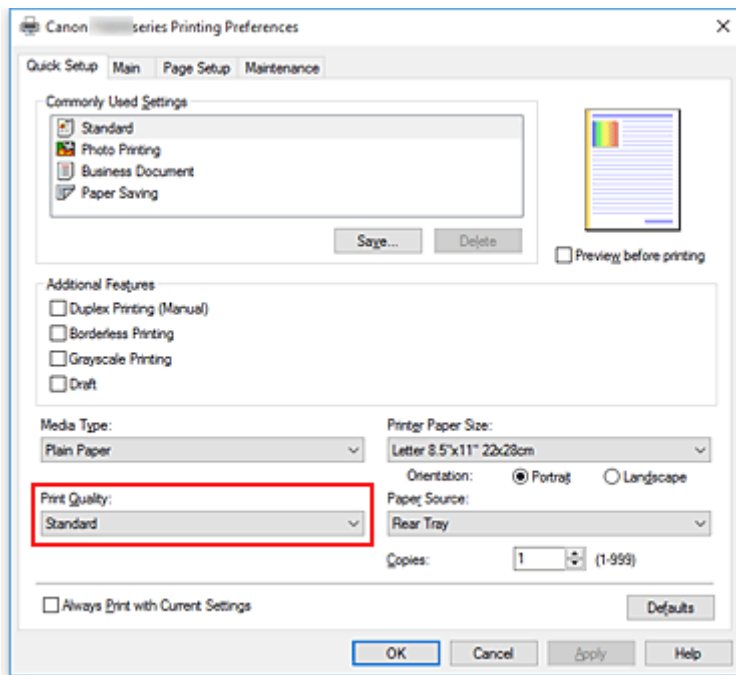 Canon series Printing Preferences
Quick Setup Main Page Setup Maintenance
Commonly Used Settings
Standard
Photo Printing
Business Document
Paper Saving
Save... Delete
Preview before printing
Additional Features
Duplex Printing (Manual)
Borderless Printing
Grayscale Printing
Draft
Media Type: Printer Paper Size:
Plain Paper Letter 8.5"x11" 22x28cm
Orientation: Portrait Landscape
Print Quality: Paper Source:
Standard Rear Tray
Copies: 1 (1-999)
Always Print with Current Settings Defaults
OK Cancel Apply Help